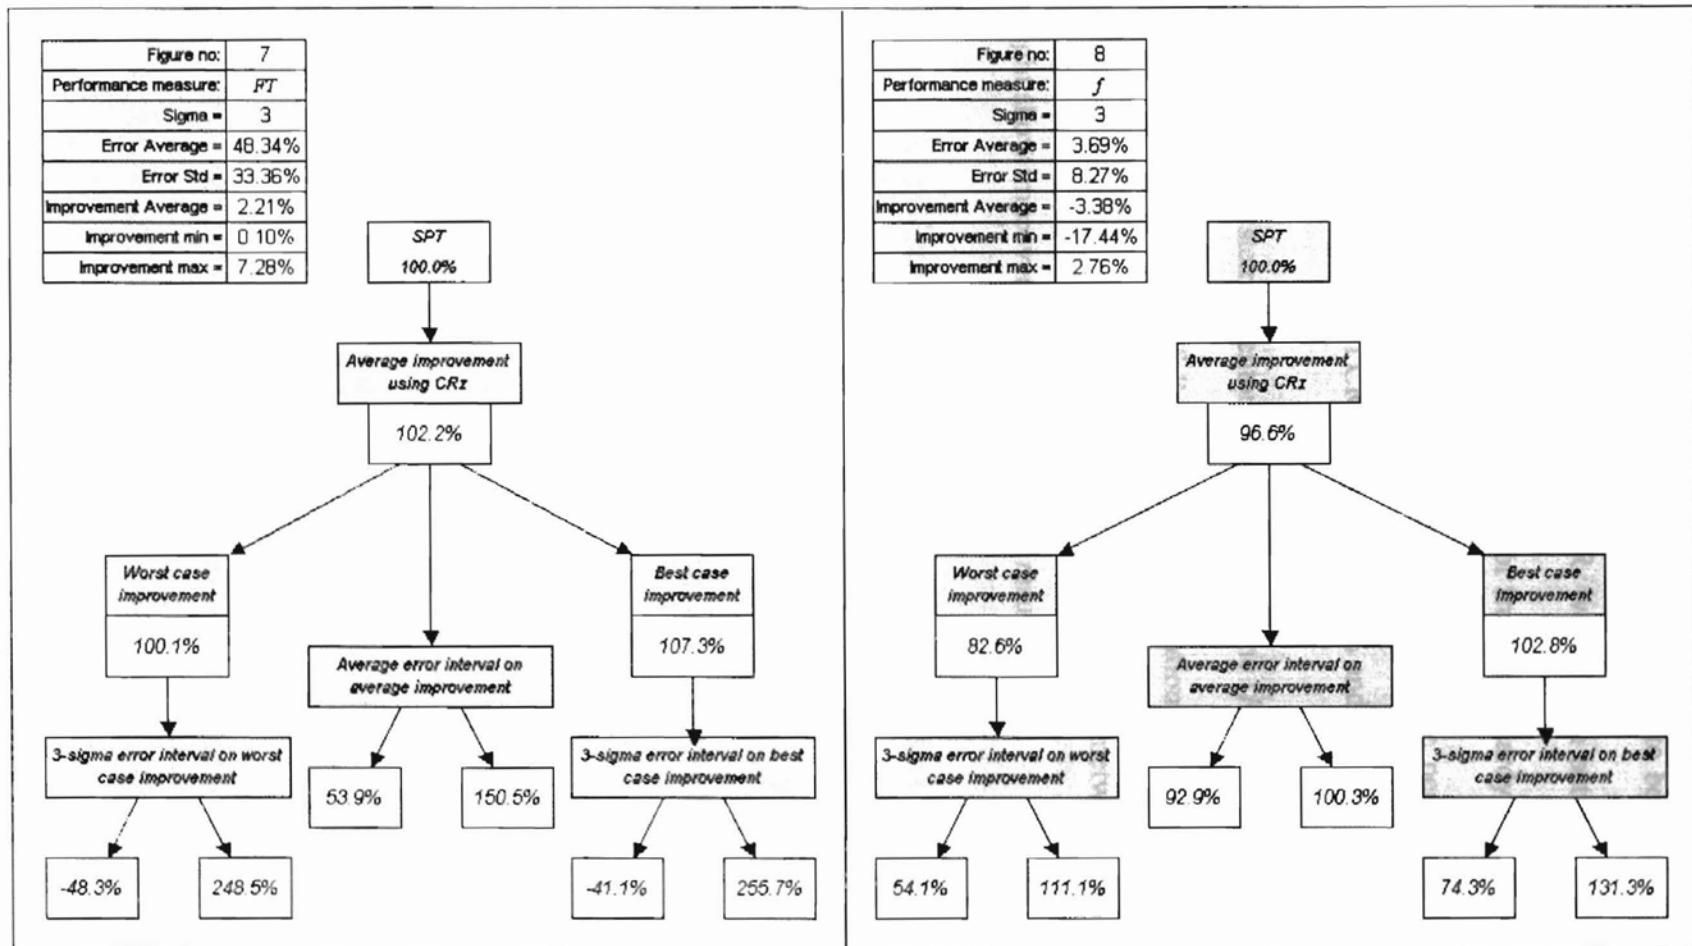 Figure no: 7
Performance measure: FT
Sigma = 3
Error Average = 48.34%
Error Std = 33.36%
Improvement Average = 2.21%
Improvement min = 0 10%
Improvement max = 7.28%
SPT
100.0%
Average improvement
using CRz
102.2%
Worst case
improvement
100.1%
Best case
improvement
107.3%
Average error interval on
average improvement
3-sigma error interval on worst
case improvement
53.9%
150.5%
3-sigma error interval on best
case improvement
-48.3%
248.5%
-41.1%
255.7%
Figure no: 8
Performance measure: f
Sigma = 3
Error Average = 3.69%
Error Std = 8.27%
Improvement Average = -3.38%
Improvement min = -17.44%
Improvement max = 2.76%
SPT
100.0%
Average improvement
using CRz
96.6%
Worst case
improvement
82.6%
Best case
improvement
102.8%
Average error interval on
average improvement
3-sigma error interval on worst
case improvement
92.9%
100.3%
3-sigma error interval on best
case improvement
54.1%
111.1%
74.3%
131.3%